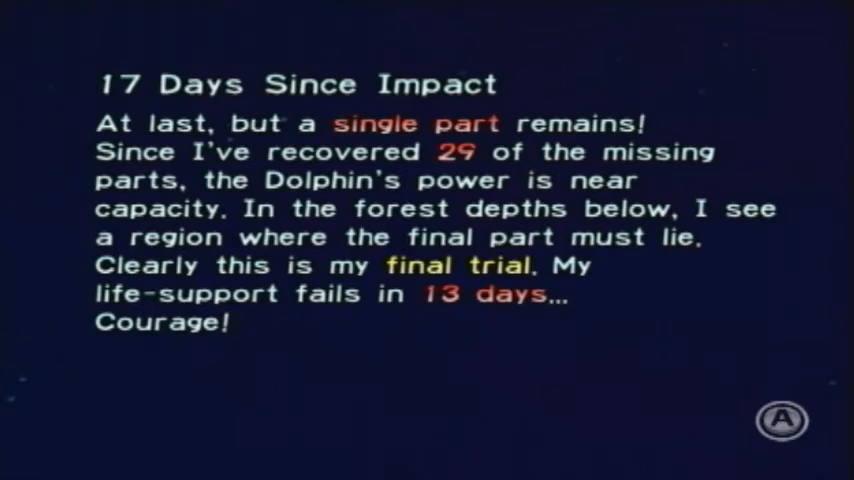 17 Days Since Impact
At last, but a single part remains!
Since I've recovered 29 of the missing
parts, the Dolphin's power is near
capacity. In the forest depths below, I see
a region where the final part must lie.
Clearly this is my final trial. My
life-support fails in 13 days...
Courage!
A